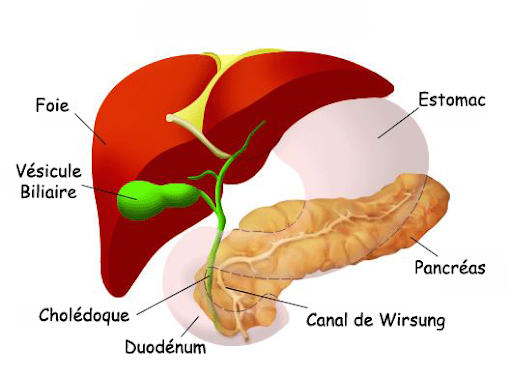 Foie
Estomac
Vésicule
Biliaire
Pancréas
Cholédoque
Canal de Wirsung
Duodénum